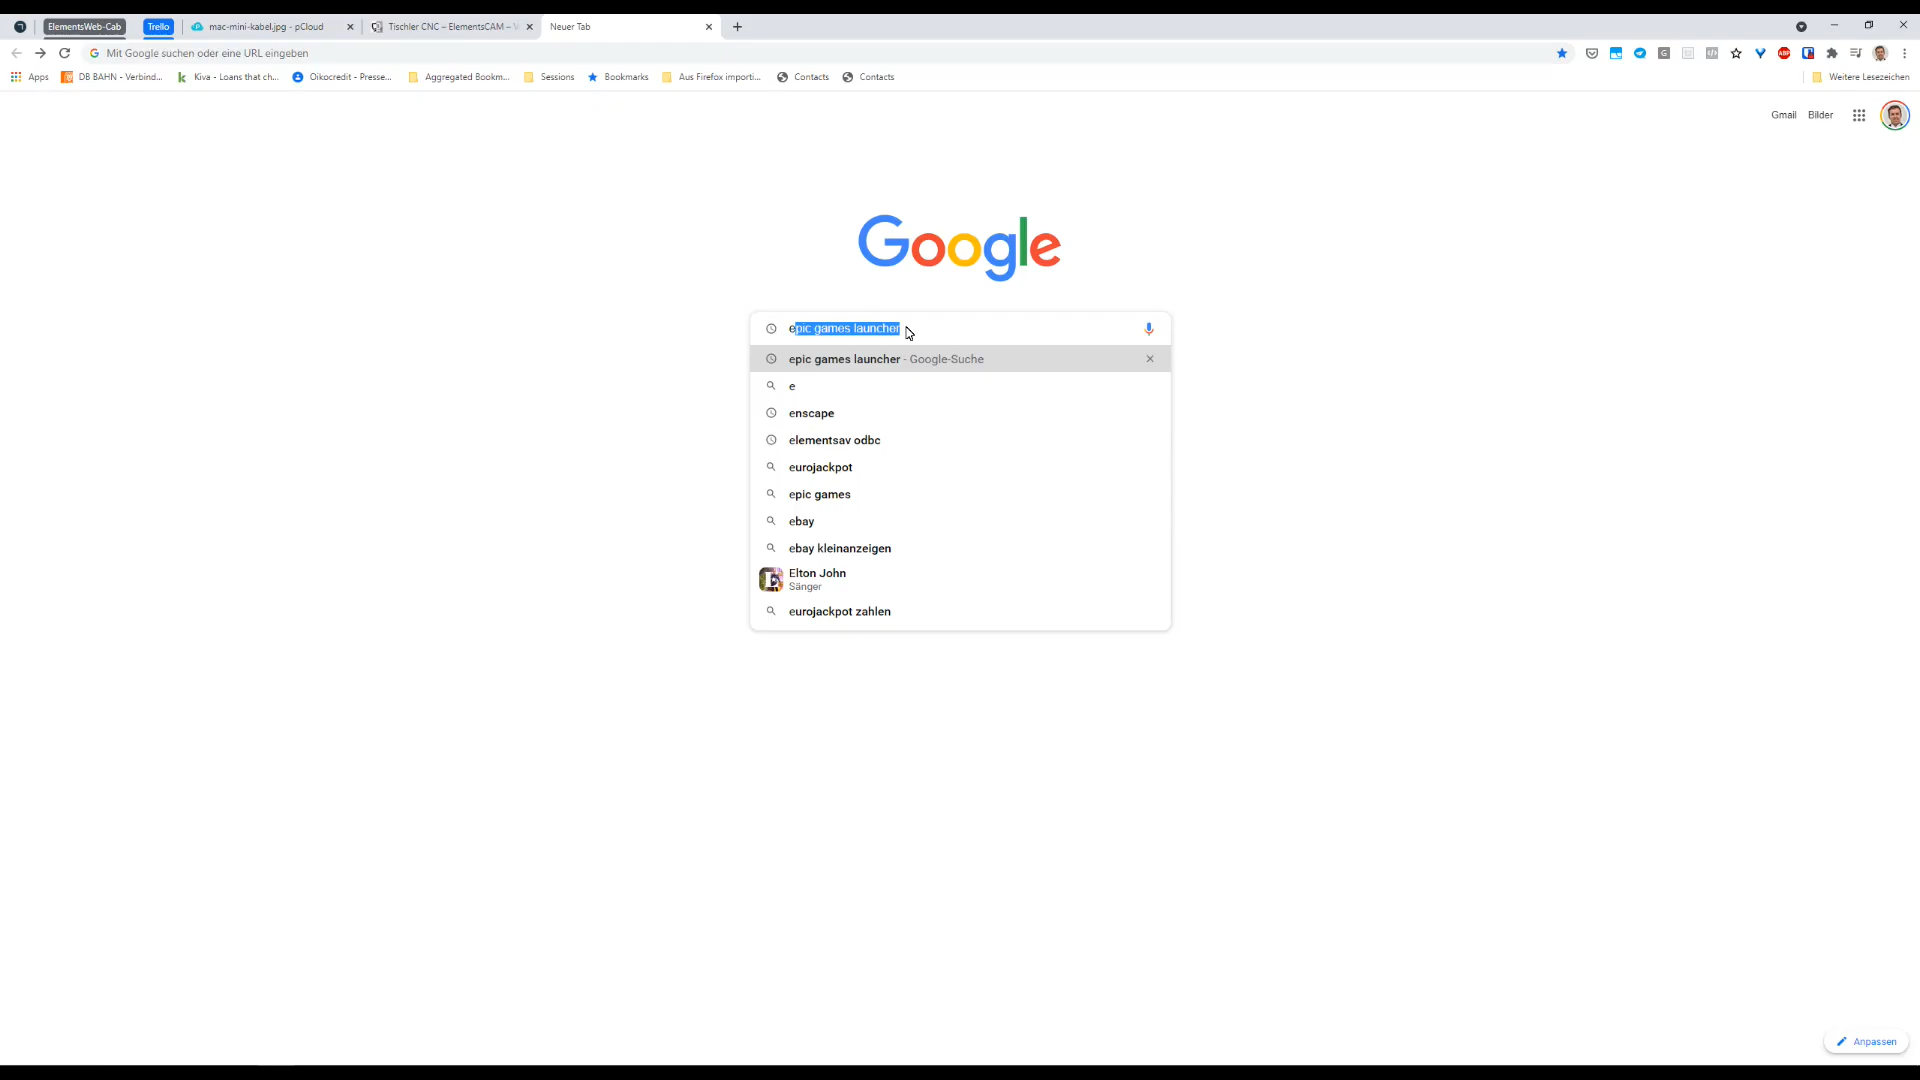 ElementsWeb-Cab Trello mac-mini-kabel.jpg - pCloud Tischler CNC – ElementsCAM – V Neuer Tab
Mit Google suchen oder eine URL eingeben
Apps DB BAHN - Verbind... Kiva - Loans that ch... Oikocredit - Presse... Aggregated Bookm... Sessions Bookmarks Aus Firefox importi... Contacts Contacts Weitere Lesezeichen
Gmail Bilder
Google
epic games launcher
epic games launcher - Google-Suche
e
enscape
elementsav odbc
eurojackpot
epic games
ebay
ebay kleinanzeigen
Elton John
Sänger
eurojackpot zahlen
Anpassen